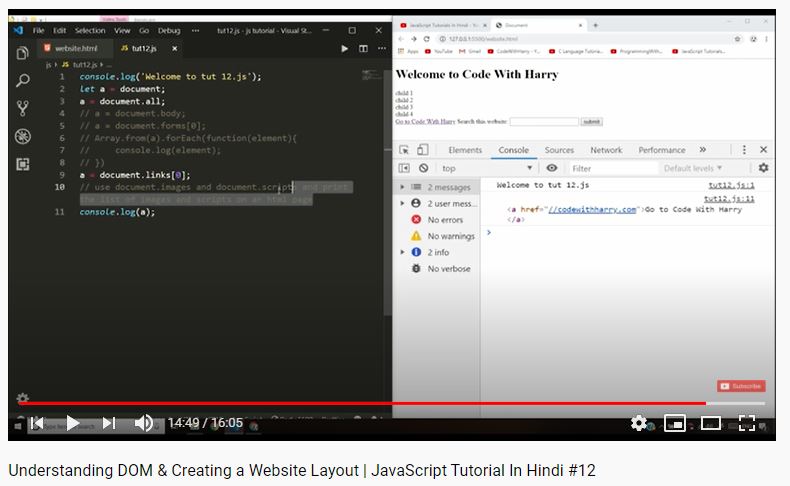 File Edit Selection View Go Debug ··· tut12.js - js tutorial - Visual St...
website.html
JS tut12.js
js › JS tut12.js › ...
1 console.log('Welcome to tut 12.js');
2 let a = document;
3 a = document.all;
4 // a = document.body;
5 // a = document.forms[0];
6 // Array.from(a).forEach(function(element){
7 //     console.log(element);
8 // })
9 a = document.links[0];
10 // use document.images and document.scripts and print
the list of images and scripts on an html page
11 console.log(a);
JavaScript Tutorials In Hindi
Document
127.0.0.1:5500/website.html
Apps YouTube Gmail CodeWithHarry - Y... C Language Tutoria... ProgrammingWith... JavaScript Tutorials...
Welcome to Code With Harry
child 1
child 2
child 3
child 4
Go to Code With Harry Search this website: submit
Elements Console Sources Network Performance »
top Filter Default levels ▼
2 messages
2 user mess...
No errors
No warnings
2 info
No verbose
Welcome to tut 12.js tut12.js:1
tut12.js:11
<a href="//codewithharry.com">Go to Code With Harry
</a>
Subscribe
14:49 / 16:05
Understanding DOM & Creating a Website Layout | JavaScript Tutorial In Hindi #12